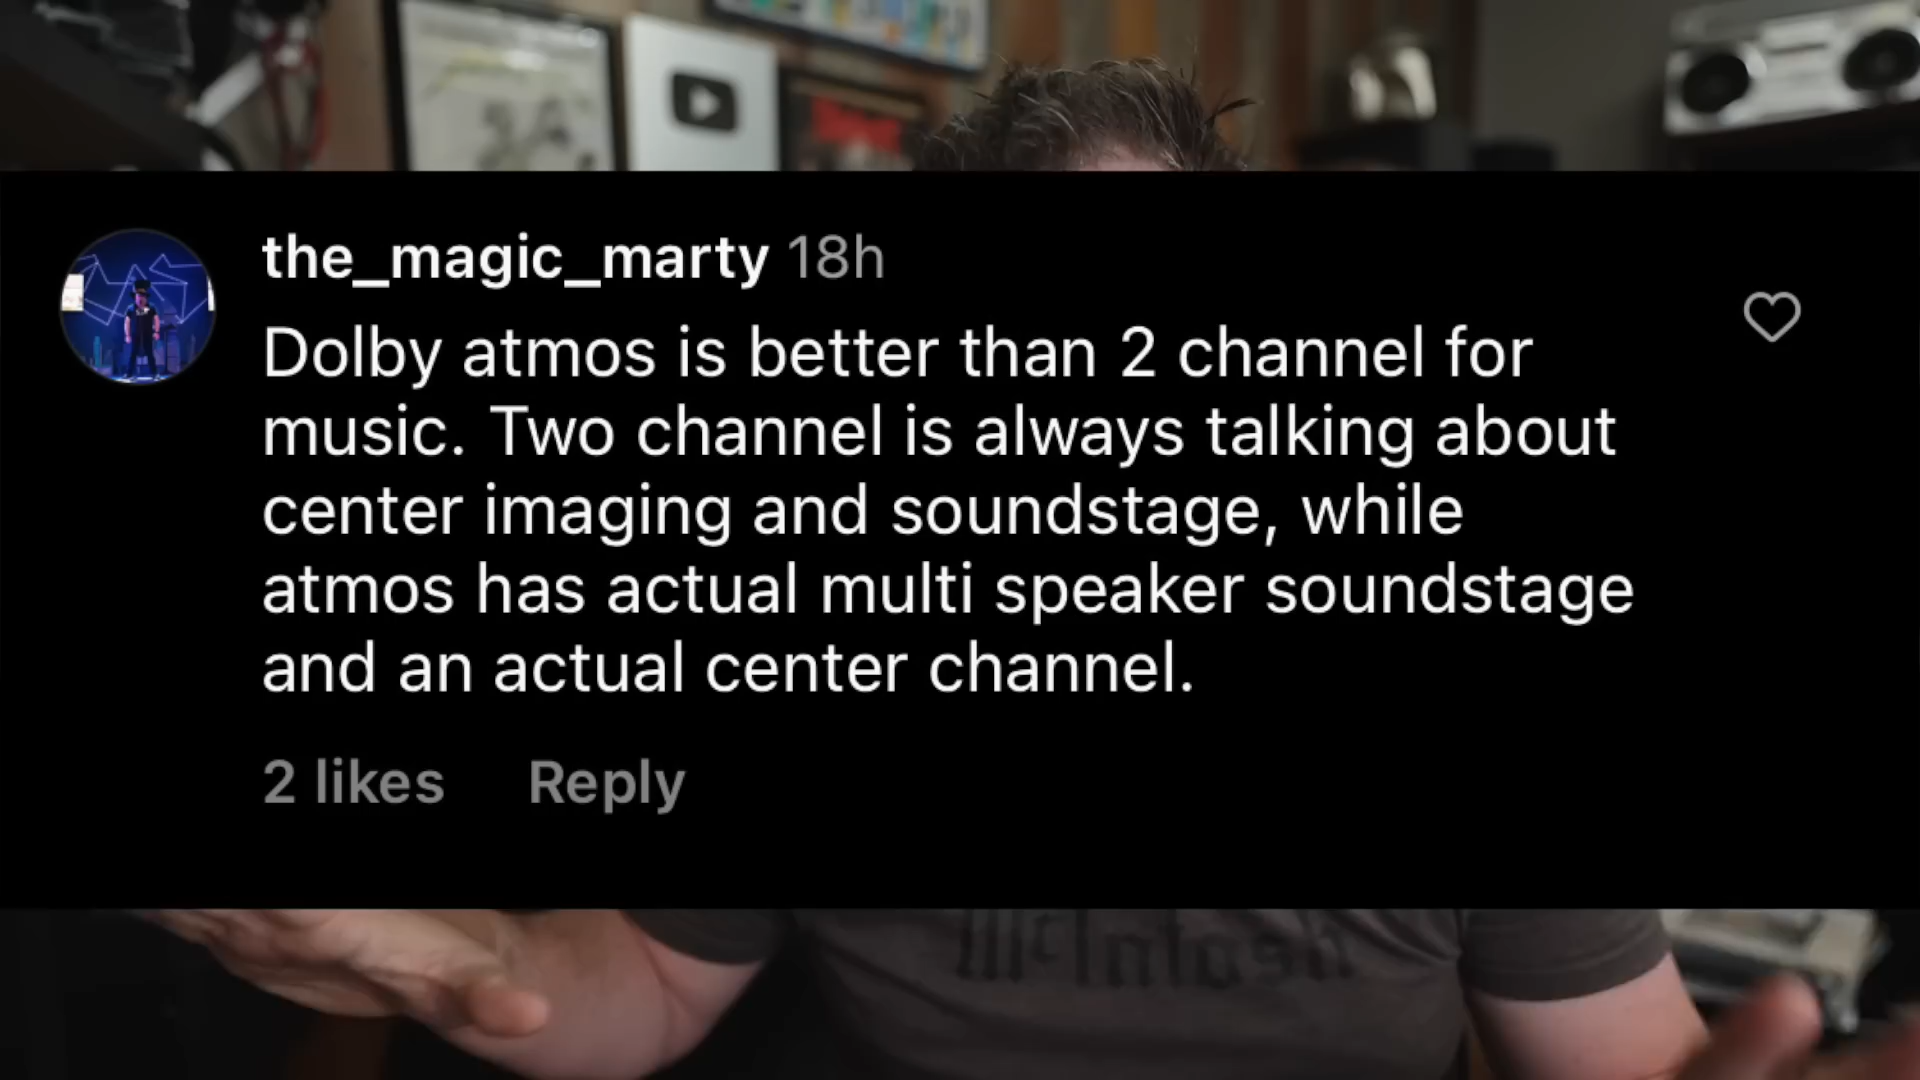 the_magic_marty 18h
Dolby atmos is better than 2 channel for
music. Two channel is always talking about
center imaging and soundstage, while
atmos has actual multi speaker soundstage
and an actual center channel.
2 likes Reply
McIntosh